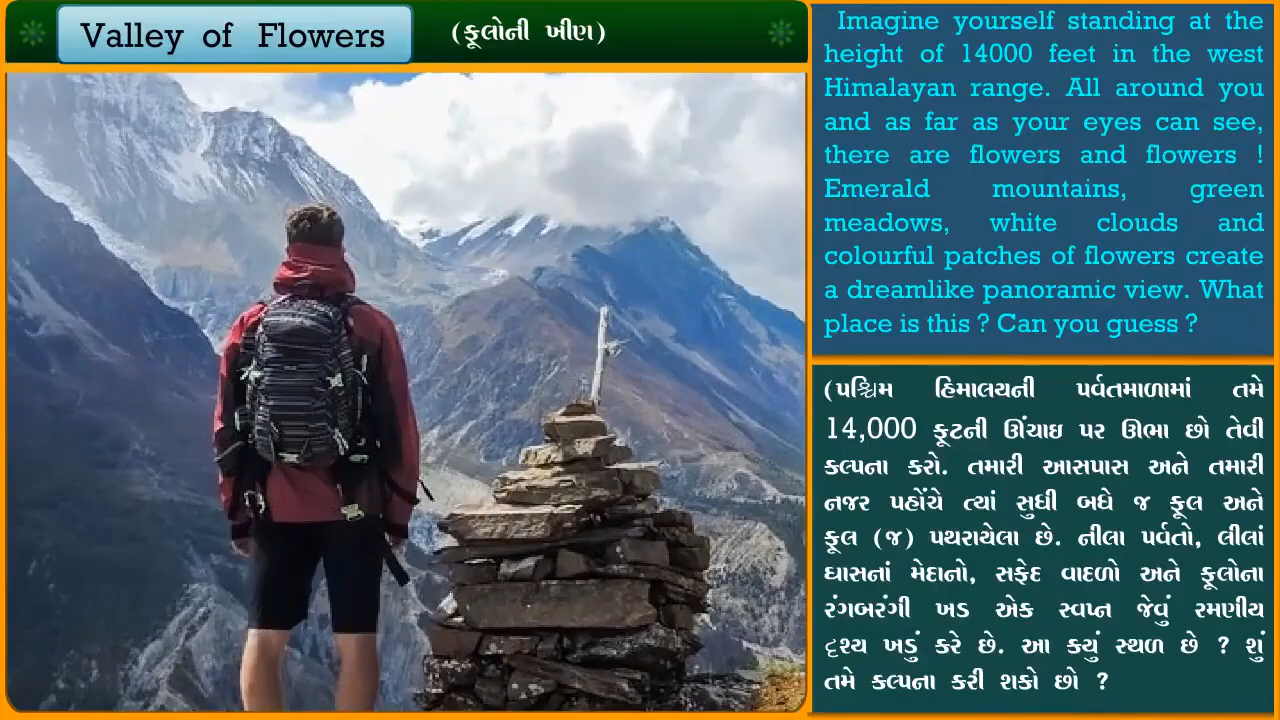 Valley of Flowers
(ફૂલોની ખીણ)
Imagine yourself standing at the
height of 14000 feet in the west
Himalayan range. All around you
and as far as your eyes can see,
there are flowers and flowers !
Emerald mountains, green
meadows, white clouds and
colourful patches of flowers create
a dreamlike panoramic view. What
place is this ? Can you guess ?
(પશ્ચિમ હિમાલયની પર્વતમાળામાં તમે
14,000 ફૂટની ઊંચાઇ પર ઊભા છો તેવી
કલ્પના કરો. તમારી આસપાસ અને તમારી
નજર પહોંચે ત્યાં સુધી બધે જ ફૂલ અને
ફૂલ (જ) પથરાયેલા છે. નીલા પર્વતો, લીલાં
ઘાસનાં મેદાનો, સફેદ વાદળો અને ફૂલોના
રંગબરંગી ખડ એક સ્વપ્ન જેવું રમણીય
દૃશ્ય ખડું કરે છે. આ કયું સ્થળ છે ? શું
તમે કલ્પના કરી શકો છો ?